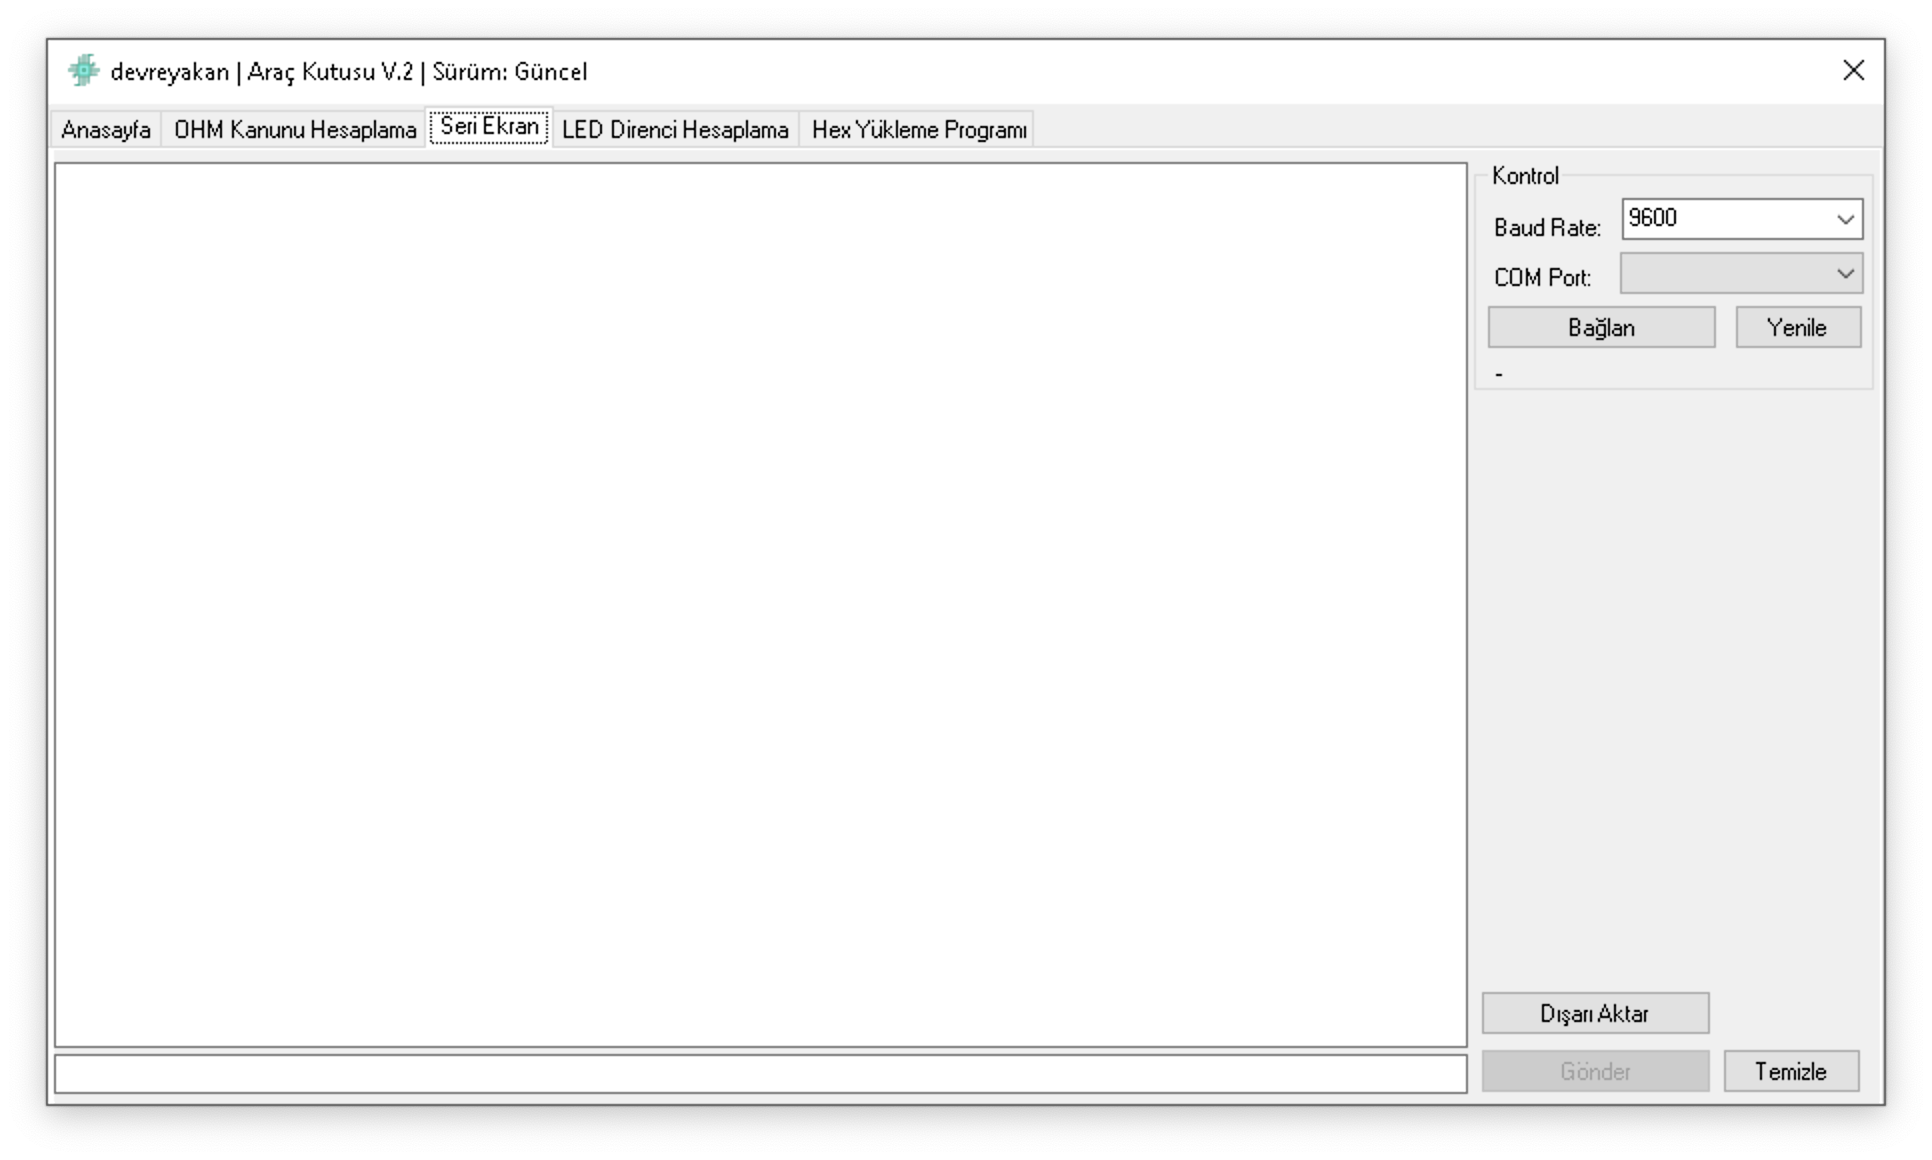 devreyakan | Araç Kutusu V.2 | Sürüm: Güncel
Anasayfa OHM Kanunu Hesaplama Seri Ekran LED Direnci Hesaplama Hex Yükleme Programı
Kontrol
Baud Rate: 9600
COM Port:
Bağlan Yenile
-
Dışarı Aktar
Gönder Temizle